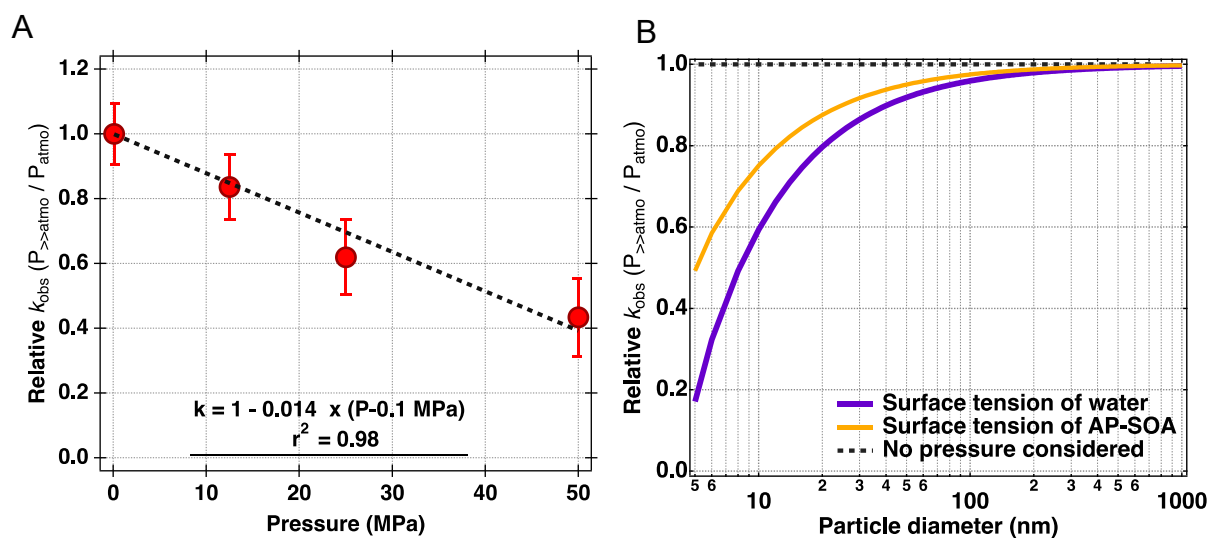 A
Relative kobs (P>>atmo / Patmo)
1.2
1.0
0.8
0.6
0.4
0.2
0.0
k = 1 - 0.014 x (P-0.1 MPa)
r² = 0.98
0 10 20 30 40 50
Pressure (MPa)
B
Relative kobs (P>>atmo / Patmo)
1.0
0.8
0.6
0.4
0.2
0.0
Surface tension of water
Surface tension of AP-SOA
No pressure considered
5 6 10 2 3 4 5 6 100 2 3 4 5 6 1000
Particle diameter (nm)